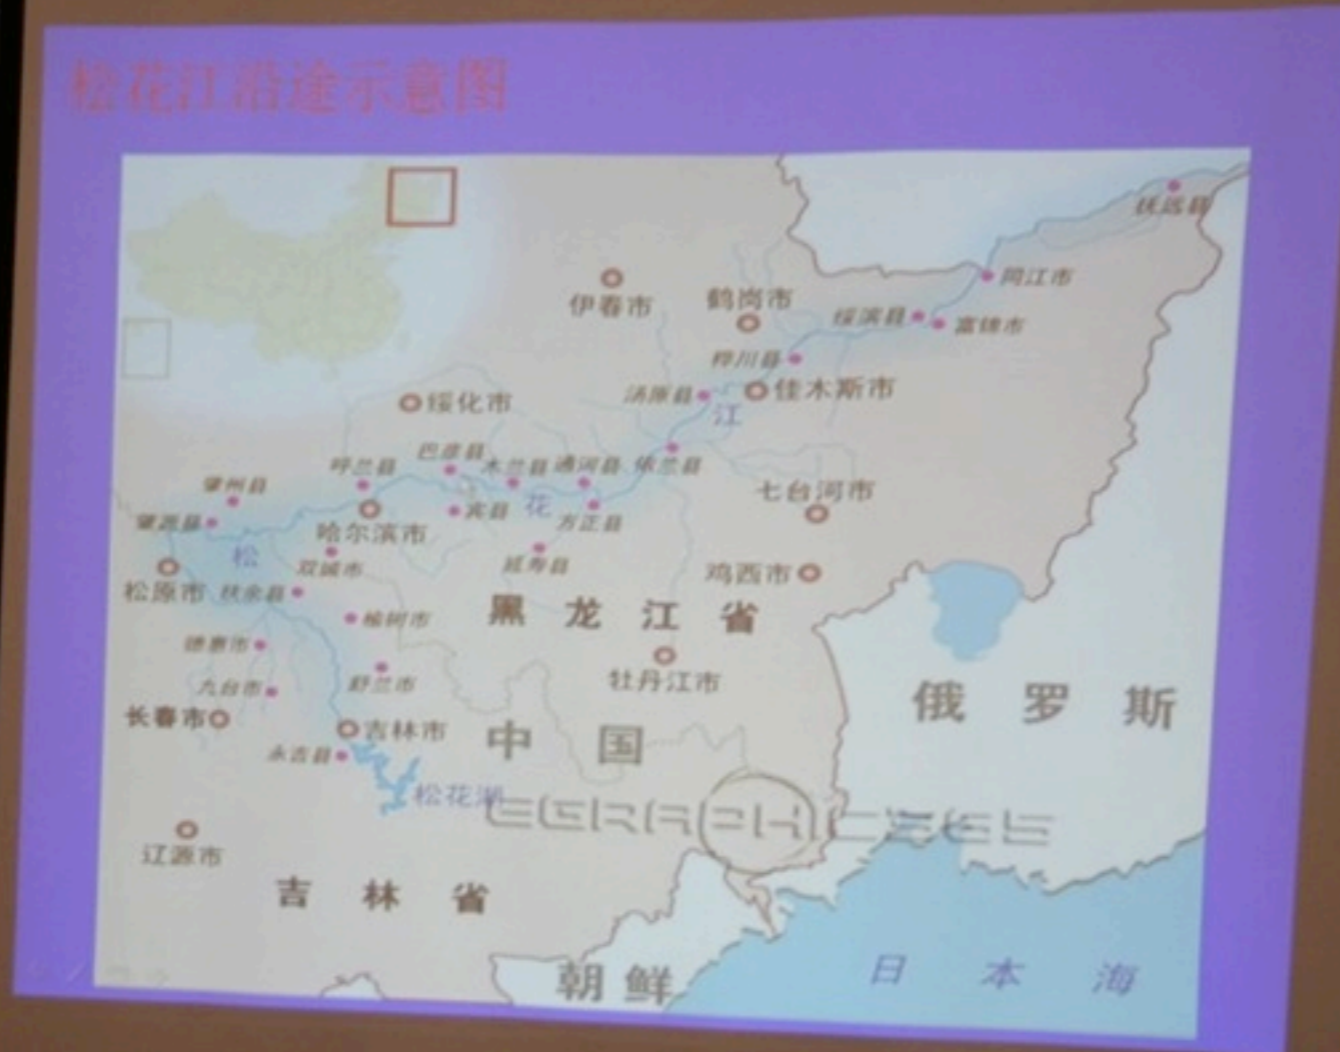 松花江沿途示意图
抚远县
同江市
伊春市
鹤岗市
绥滨县
富锦市
桦川县
汤原县
佳木斯市
江
绥化市
巴彦县
呼兰县
木兰县
通河县
依兰县
肇州县
七台河市
宾县
花
肇源县
方正县
哈尔滨市
松
双城市
延寿县
鸡西市
松原市
扶余县
黑龙江省
榆树市
德惠市
牡丹江市
九台市
舒兰市
俄罗斯
长春市
吉林市
中国
永吉县
松花湖
辽源市
吉林省
朝鲜
日本海